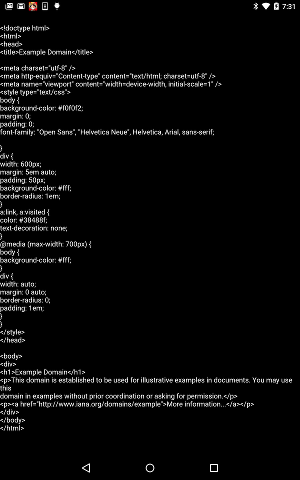 7:31
<!doctype html>
<html>
<head>
<title>Example Domain</title>
<meta charset="utf-8" />
<meta http-equiv="Content-type" content="text/html; charset=utf-8" />
<meta name="viewport" content="width=device-width, initial-scale=1" />
<style type="text/css">
body {
background-color: #f0f0f2;
margin: 0;
padding: 0;
font-family: "Open Sans", "Helvetica Neue", Helvetica, Arial, sans-serif;
}
div {
width: 600px;
margin: 5em auto;
padding: 50px;
background-color: #fff;
border-radius: 1em;
}
a:link, a:visited {
color: #38488f;
text-decoration: none;
}
@media (max-width: 700px) {
body {
background-color: #fff;
}
div {
width: auto;
margin: 0 auto;
border-radius: 0;
padding: 1em;
}
}
</style>
</head>
<body>
<div>
<h1>Example Domain</h1>
<p>This domain is established to be used for illustrative examples in documents. You may use
this
domain in examples without prior coordination or asking for permission.</p>
<p><a href="http://www.iana.org/domains/example">More information...</a></p>
</div>
</body>
</html>